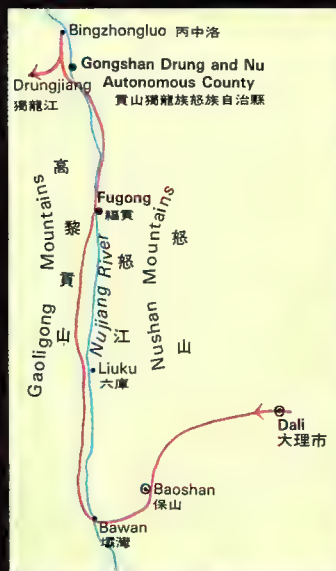 Bingzhongluo 丙中洛
Gongshan Drung and Nu
Autonomous County
貢山獨龍族怒族自治縣
Drungjiang
獨龍江
Fugong
福貢
Gaoligong Mountains
高黎貢山
Nujiang River
怒江
Nushan Mountains
怒山
Liuku
六庫
Dali
大理市
Baoshan
保山
Bawan
壩灣